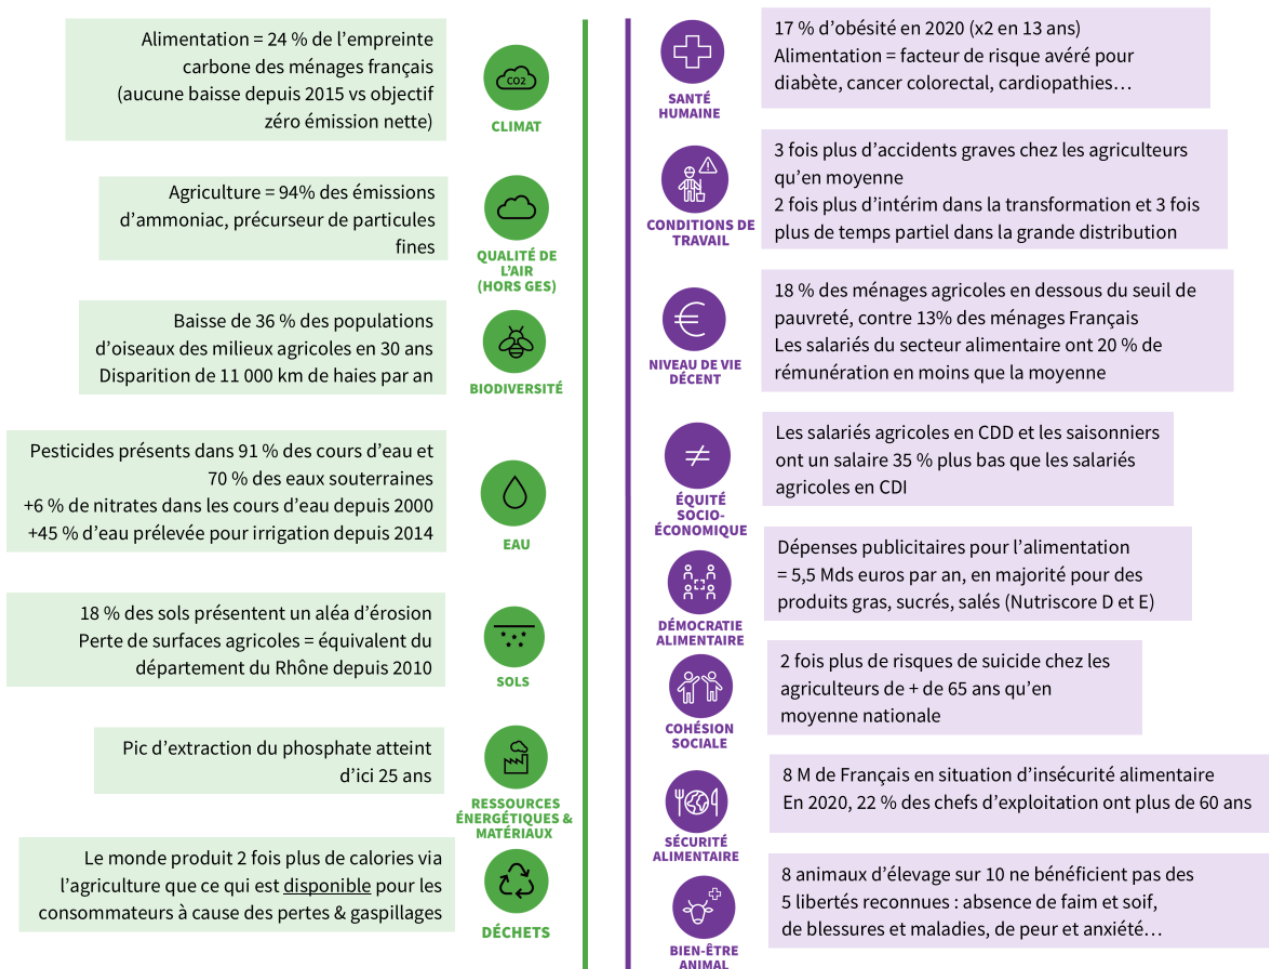 Alimentation = 24 % de l'empreinte
carbone des ménages français
(aucune baisse depuis 2015 vs objectif
zéro émission nette)
CO2
CLIMAT
Agriculture = 94% des émissions
d'ammoniac, précurseur de particules
fines
QUALITÉ DE
L'AIR
(HORS GES)
Baisse de 36 % des populations
d'oiseaux des milieux agricoles en 30 ans
Disparition de 11 000 km de haies par an
BIODIVERSITÉ
Pesticides présents dans 91 % des cours d'eau et
70 % des eaux souterraines
+6 % de nitrates dans les cours d'eau depuis 2000
+45 % d'eau prélevée pour irrigation depuis 2014
EAU
18 % des sols présentent un aléa d'érosion
Perte de surfaces agricoles = équivalent du
département du Rhône depuis 2010
SOLS
Pic d'extraction du phosphate atteint
d'ici 25 ans
RESSOURCES
ÉNERGÉTIQUES &
MATÉRIAUX
Le monde produit 2 fois plus de calories via
l'agriculture que ce qui est disponible pour les
consommateurs à cause des pertes & gaspillages
DÉCHETS
SANTÉ
HUMAINE
17 % d'obésité en 2020 (x2 en 13 ans)
Alimentation = facteur de risque avéré pour
diabète, cancer colorectal, cardiopathies…
CONDITIONS DE
TRAVAIL
3 fois plus d'accidents graves chez les agriculteurs
qu'en moyenne
2 fois plus d'intérim dans la transformation et 3 fois
plus de temps partiel dans la grande distribution
€
NIVEAU DE VIE
DÉCENT
18 % des ménages agricoles en dessous du seuil de
pauvreté, contre 13% des ménages Français
Les salariés du secteur alimentaire ont 20 % de
rémunération en moins que la moyenne
≠
ÉQUITÉ
SOCIO-
ÉCONOMIQUE
Les salariés agricoles en CDD et les saisonniers
ont un salaire 35 % plus bas que les salariés
agricoles en CDI
DÉMOCRATIE
ALIMENTAIRE
Dépenses publicitaires pour l'alimentation
= 5,5 Mds euros par an, en majorité pour des
produits gras, sucrés, salés (Nutriscore D et E)
COHÉSION
SOCIALE
2 fois plus de risques de suicide chez les
agriculteurs de + de 65 ans qu'en
moyenne nationale
SÉCURITÉ
ALIMENTAIRE
8 M de Français en situation d'insécurité alimentaire
En 2020, 22 % des chefs d'exploitation ont plus de 60 ans
BIEN-ÊTRE
ANIMAL
8 animaux d'élevage sur 10 ne bénéficient pas des
5 libertés reconnues : absence de faim et soif,
de blessures et maladies, de peur et anxiété…